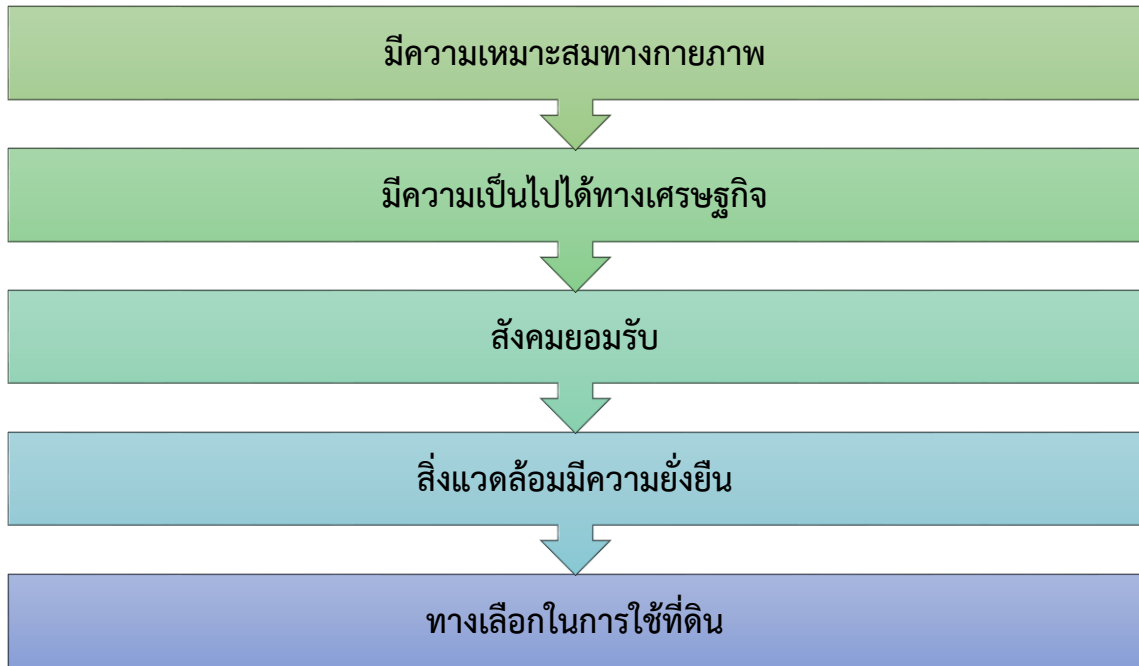 มีความเหมาะสมทางกายภาพ
มีความเป็นไปได้ทางเศรษฐกิจ
สังคมยอมรับ
สิ่งแวดล้อมมีความยั่งยืน
ทางเลือกในการใช้ที่ดิน